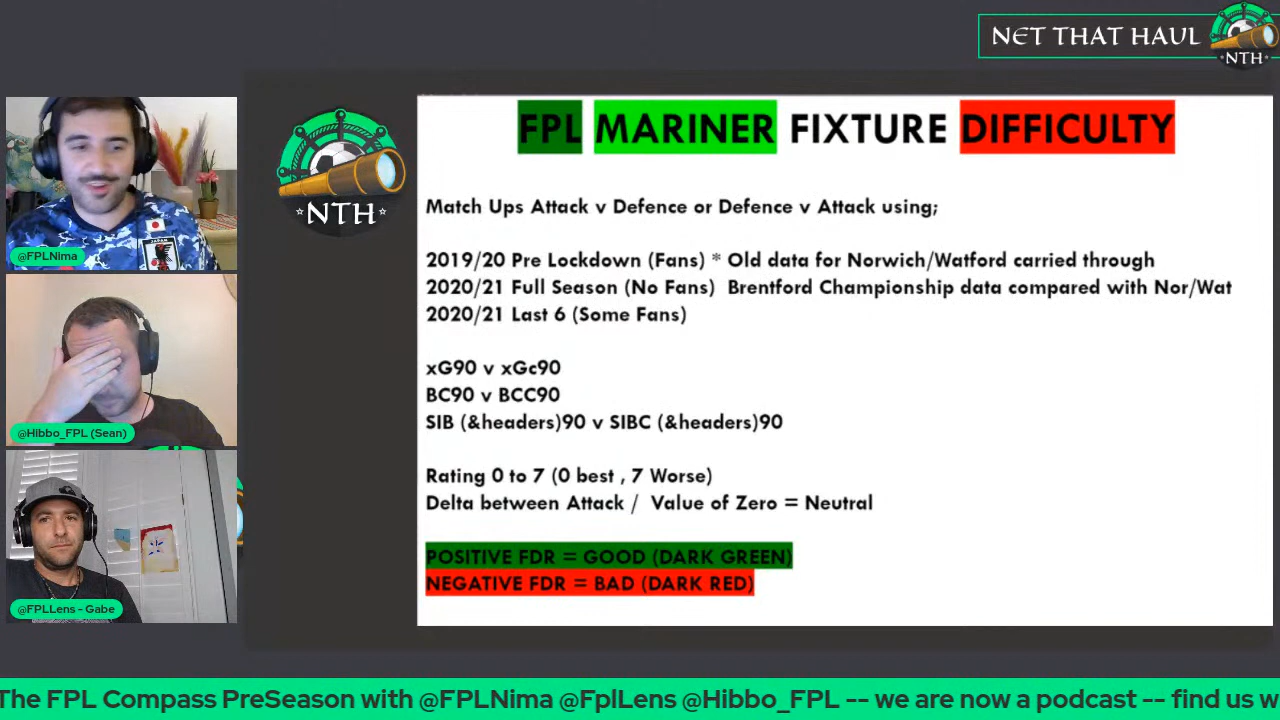 NET THAT HAUL
NTH
FPL MARINER FIXTURE DIFFICULTY
NTH
Match Ups Attack v Defence or Defence v Attack using;
2019/20 Pre Lockdown (Fans) * Old data for Norwich/Watford carried through
2020/21 Full Season (No Fans) Brentford Championship data compared with Nor/Wat
2020/21 Last 6 (Some Fans)
xG90 v xGc90
BC90 v BCC90
SIB (&headers)90 v SIBC (&headers)90
Rating 0 to 7 (0 best , 7 Worse)
Delta between Attack / Value of Zero = Neutral
POSITIVE FDR = GOOD (DARK GREEN)
NEGATIVE FDR = BAD (DARK RED)
JAPAN
@FPLNima
@Hibbo_FPL (Sean)
@FPLLens - Gabe
The FPL Compass PreSeason with @FPLNima @FplLens @Hibbo_FPL -- we are now a podcast -- find us w